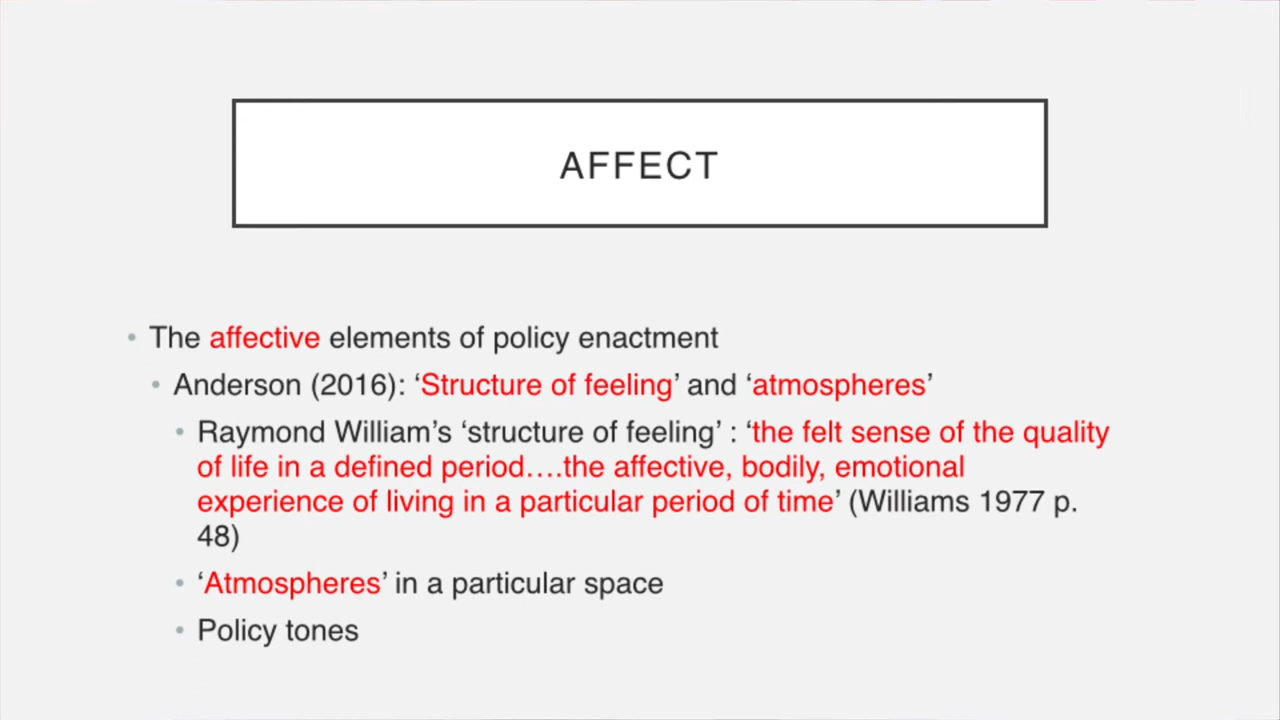 AFFECT
• The affective elements of policy enactment
• Anderson (2016): ‘Structure of feeling’ and ‘atmospheres’
• Raymond William’s ‘structure of feeling’ : ‘the felt sense of the quality
of life in a defined period….the affective, bodily, emotional
experience of living in a particular period of time’ (Williams 1977 p.
48)
• ‘Atmospheres’ in a particular space
• Policy tones